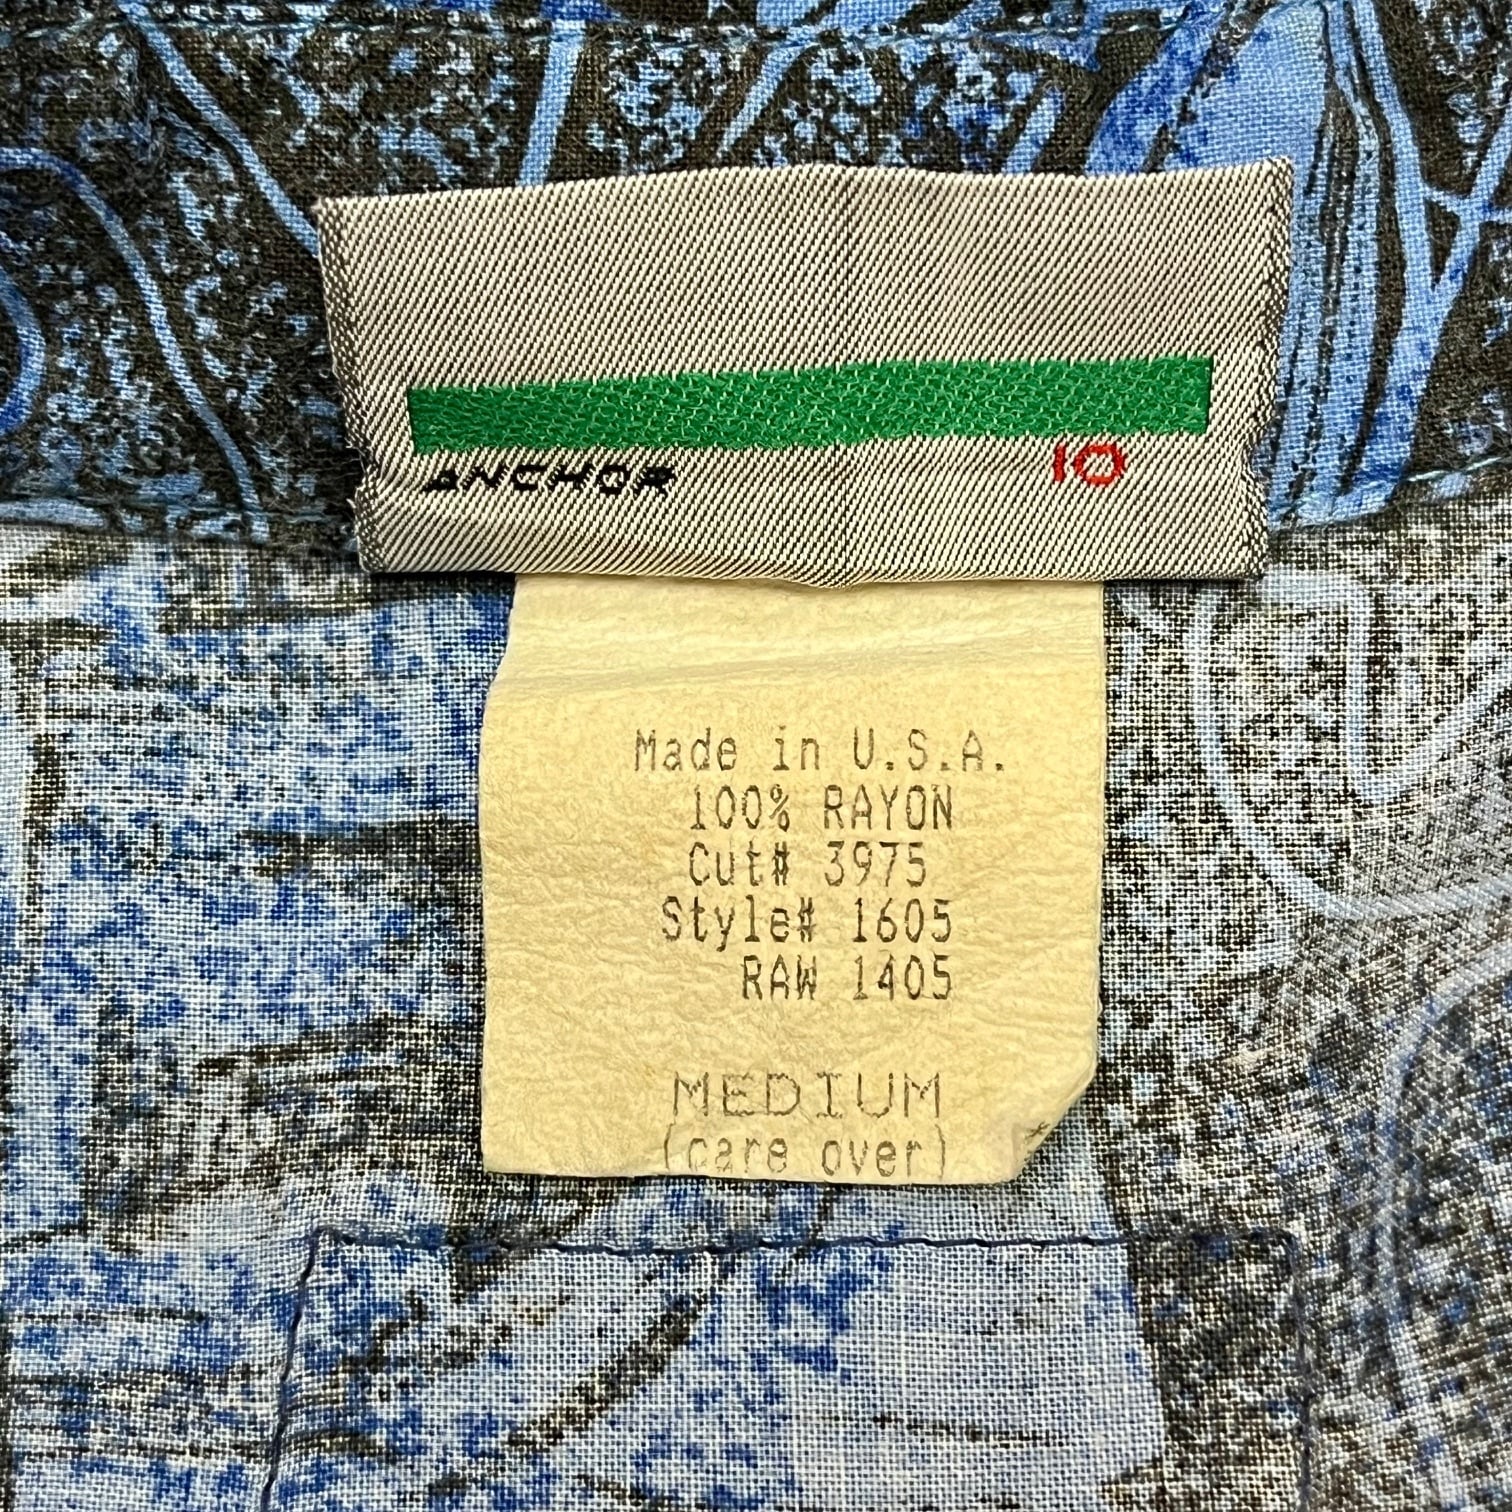 ANCHOR 10
Made in U.S.A.
100% RAYON
Cut# 3975
Style# 1605
RAW 1405
MEDIUM
(care over)
*